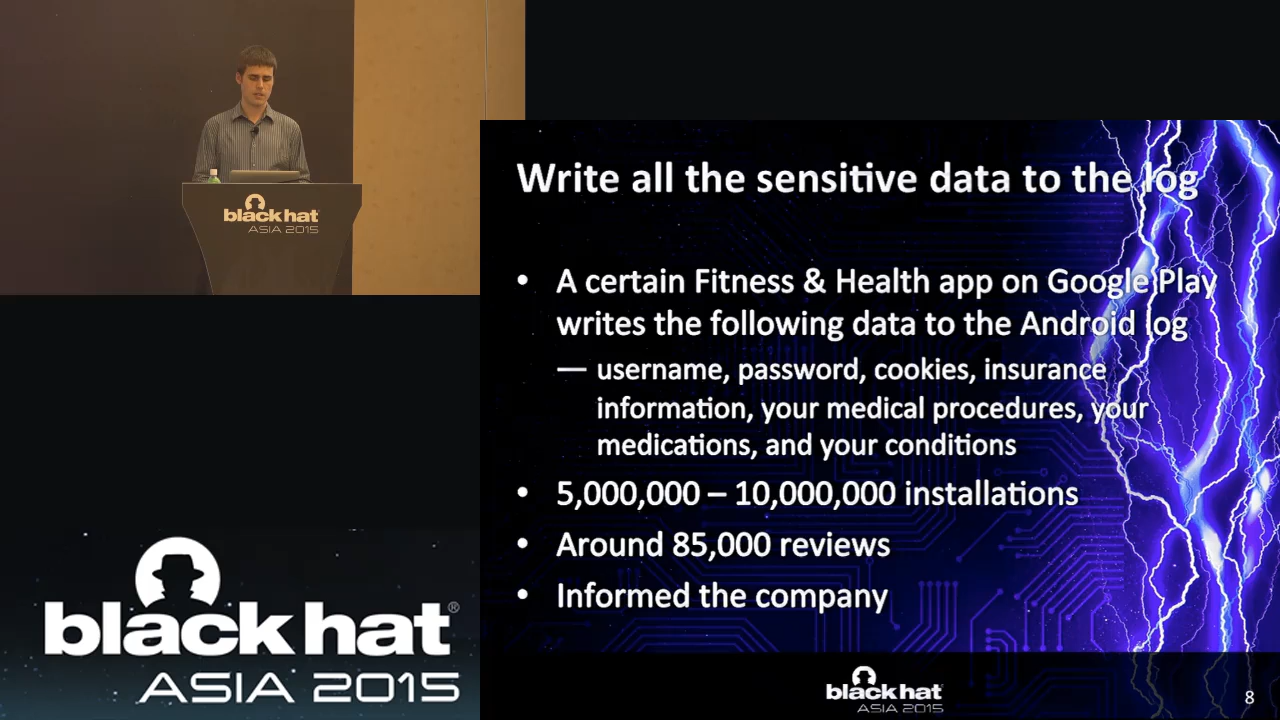 black hat
ASIA 2015
Write all the sensitive data to the log
• A certain Fitness & Health app on Google Play
writes the following data to the Android log
— username, password, cookies, insurance
information, your medical procedures, your
medications, and your conditions
• 5,000,000 – 10,000,000 installations
• Around 85,000 reviews
• Informed the company
black hat®
ASIA 2015
black hat
ASIA 2015
8